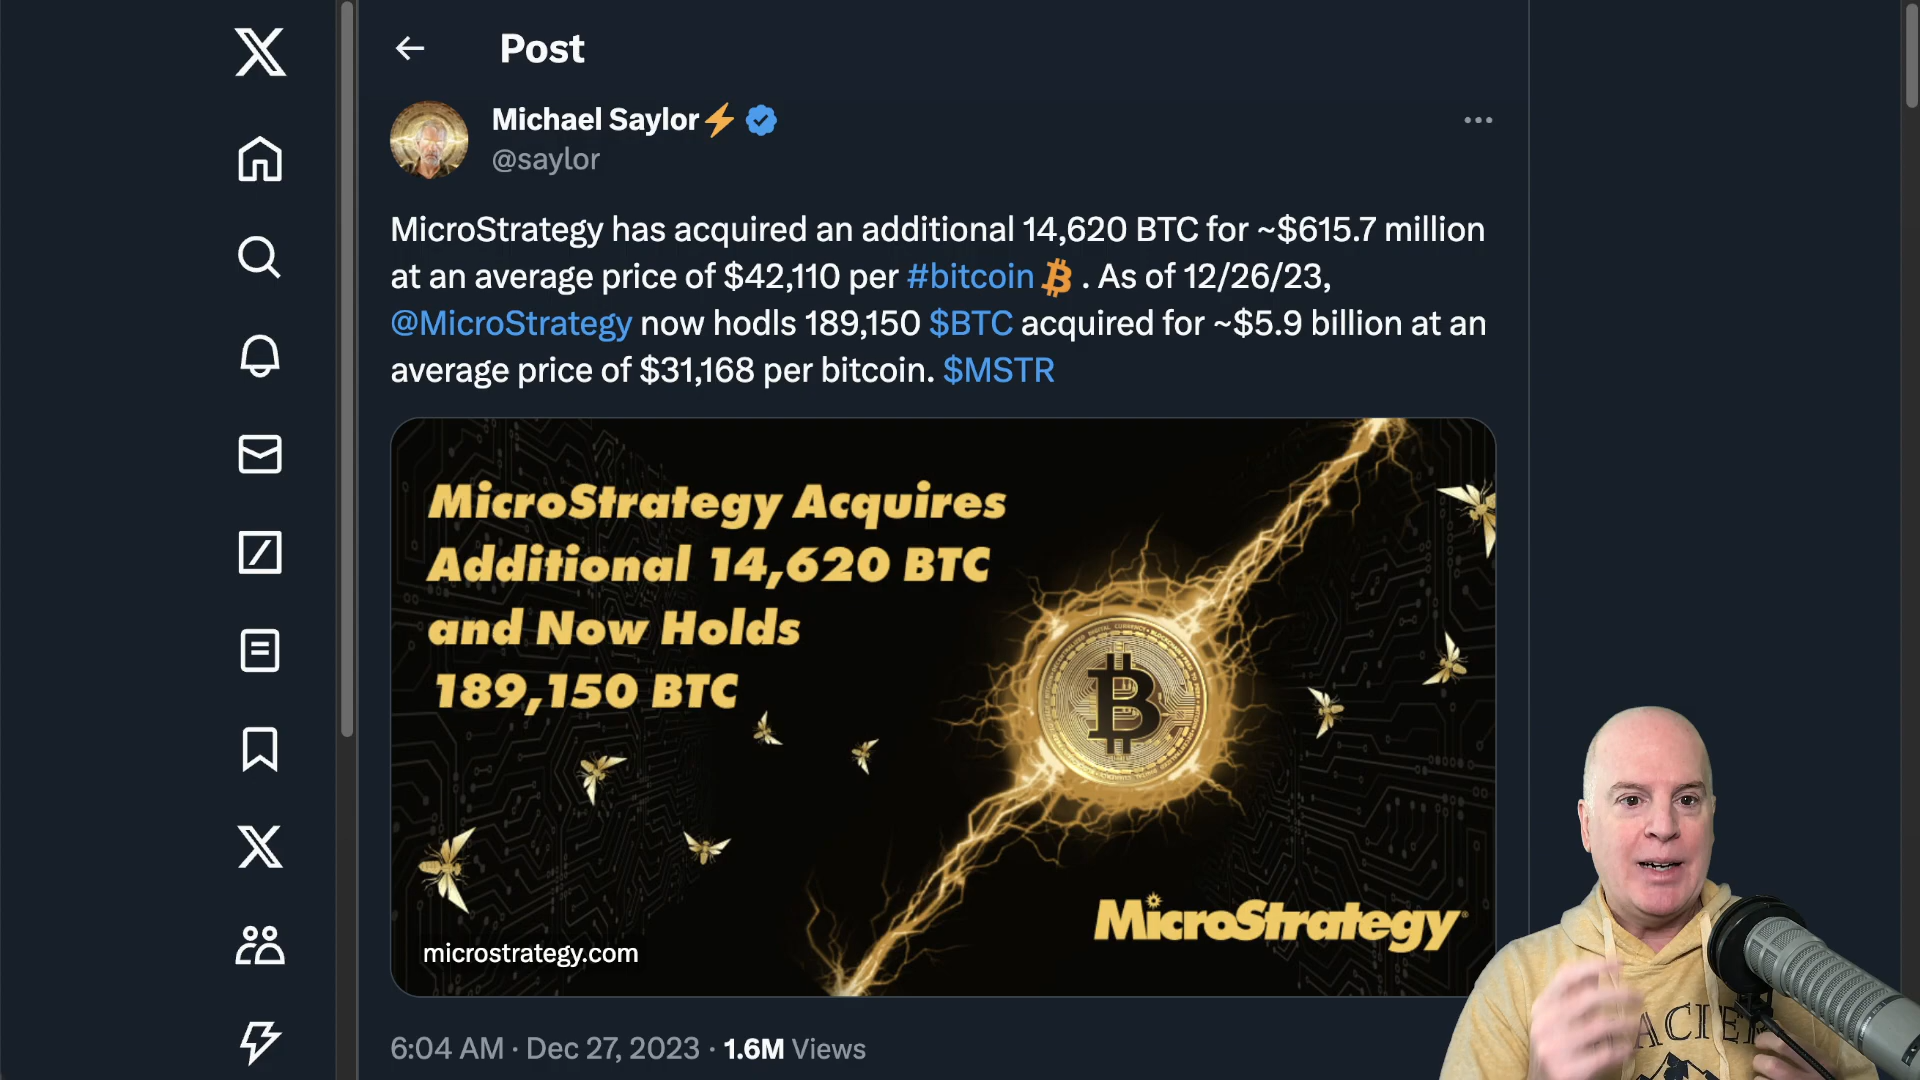 Post
Michael Saylor
@saylor
MicroStrategy has acquired an additional 14,620 BTC for ~$615.7 million
at an average price of $42,110 per #bitcoin . As of 12/26/23,
@MicroStrategy now hodls 189,150 $BTC acquired for ~$5.9 billion at an
average price of $31,168 per bitcoin. $MSTR
MicroStrategy Acquires
Additional 14,620 BTC
and Now Holds
189,150 BTC
MicroStrategy
microstrategy.com
6:04 AM · Dec 27, 2023 · 1.6M Views